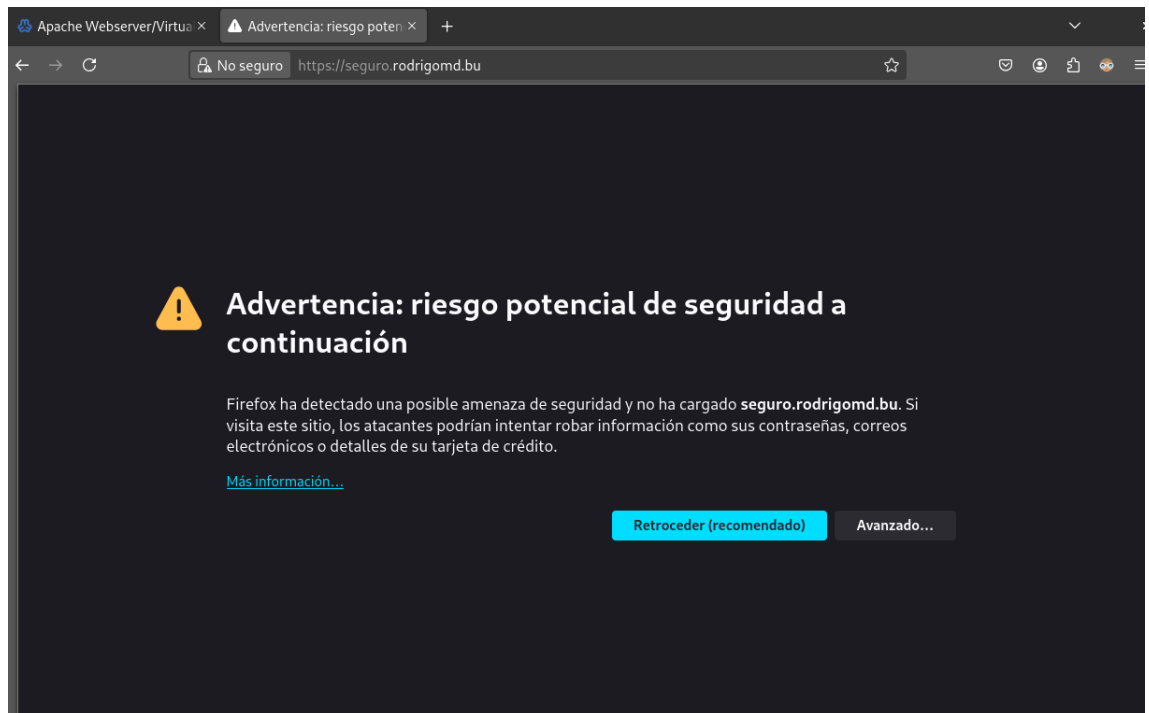 Apache Webserver/Virtua
Advertencia: riesgo poten
No seguro https://seguro.rodrigomd.bu
Advertencia: riesgo potencial de seguridad a
continuación
Firefox ha detectado una posible amenaza de seguridad y no ha cargado seguro.rodrigomd.bu. Si
visita este sitio, los atacantes podrían intentar robar información como sus contraseñas, correos
electrónicos o detalles de su tarjeta de crédito.
Más información...
Retroceder (recomendado) Avanzado...